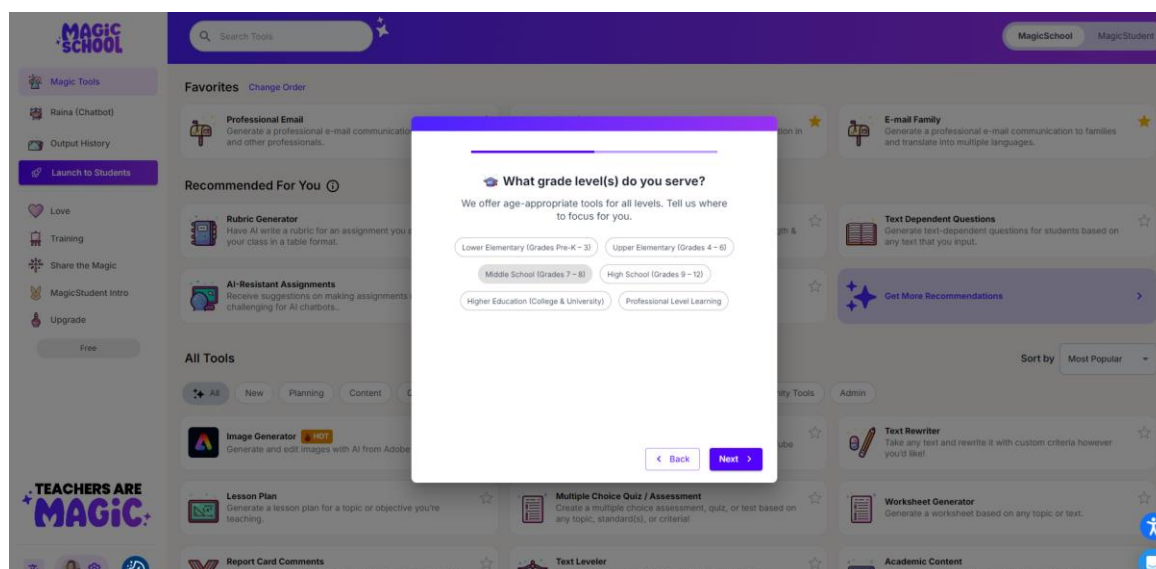 MAGIC
SCHOOL
Search Tools
MagicSchool
MagicStudent
Magic Tools
Raina (Chatbot)
Output History
Launch to Students
Love
Training
Share the Magic
MagicStudent Intro
Upgrade
Free
TEACHERS ARE
MAGiC
Favorites Change Order
Professional Email
Generate a professional e-mail
and other professionals.
E-mail Family
Generate a professional e-mail communication to families
and translate into multiple languages.
Recommended For You
Rubric Generator
Have AI write a rubric for an assignment you
your class in a table format.
Text Dependent Questions
Generate text-dependent questions for students based on
any text that you input.
AI-Resistant Assignments
Receive suggestions on making assignments
challenging for AI chatbots..
Get More Recommendations
What grade level(s) do you serve?
We offer age-appropriate tools for all levels. Tell us where
to focus for you.
Lower Elementary (Grades Pre-K – 3)
Upper Elementary (Grades 4 – 6)
Middle School (Grades 7 – 8)
High School (Grades 9 – 12)
Higher Education (College & University)
Professional Level Learning
Back
Next
All Tools
Sort by Most Popular
All
New
Planning
Content
Tools
Admin
Image Generator HOT
Generate and edit images with AI from Adobe
Text Rewriter
Take any text and rewrite it with custom criteria however
you'd like!
Lesson Plan
Generate a lesson plan for a topic or objective you're
teaching.
Multiple Choice Quiz / Assessment
Create a multiple choice assessment, quiz, or test based on
any topic, standard(s), or criteria!
Worksheet Generator
Generate a worksheet based on any topic or text.
Report Card Comments
Text Leveler
Academic Content